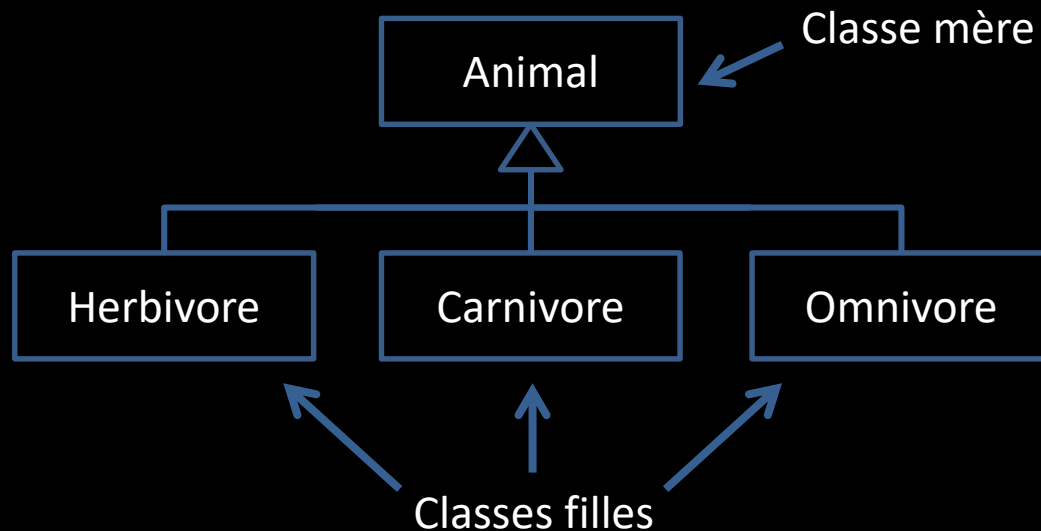 Classe mère
Animal
Herbivore
Carnivore
Omnivore
Classes filles